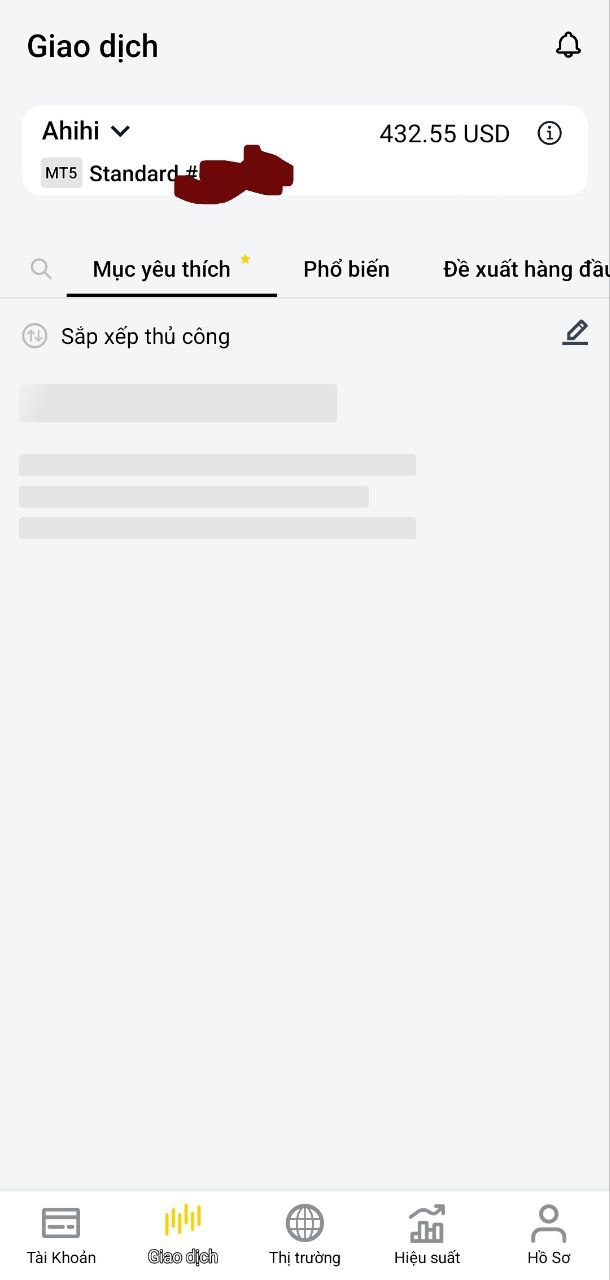 Giao dịch
Ahihi
432.55 USD
MT5 Standard #
Mục yêu thích Phổ biến Đề xuất hàng đầu
Sắp xếp thủ công
Tài Khoản Giao dịch Thị trường Hiệu suất Hồ Sơ